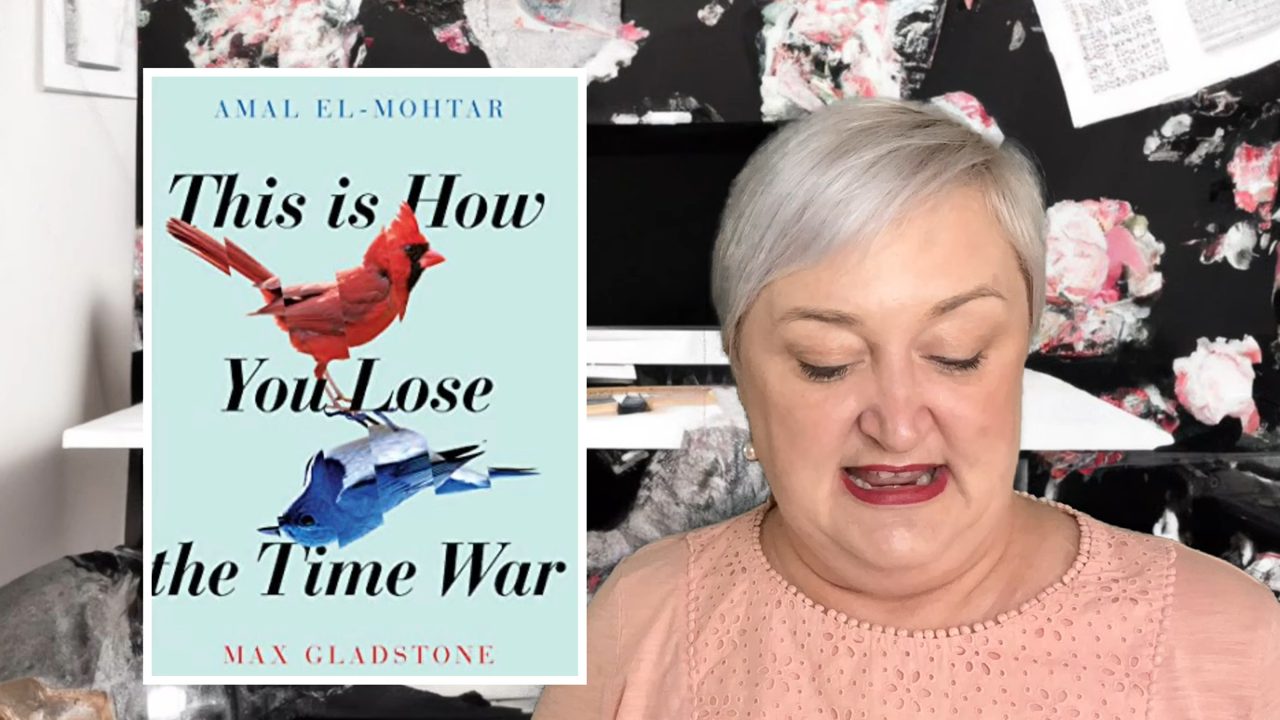 AMAL EL-MOHTAR
This is How
You Lose
the Time War
MAX GLADSTONE